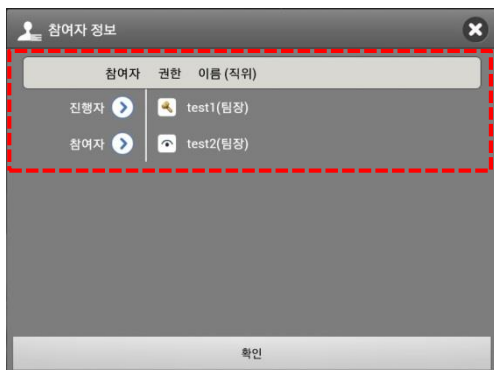 참여자 정보
참여자 권한 이름 (직위)
진행자 test1(팀장)
참여자 test2(팀장)
확인